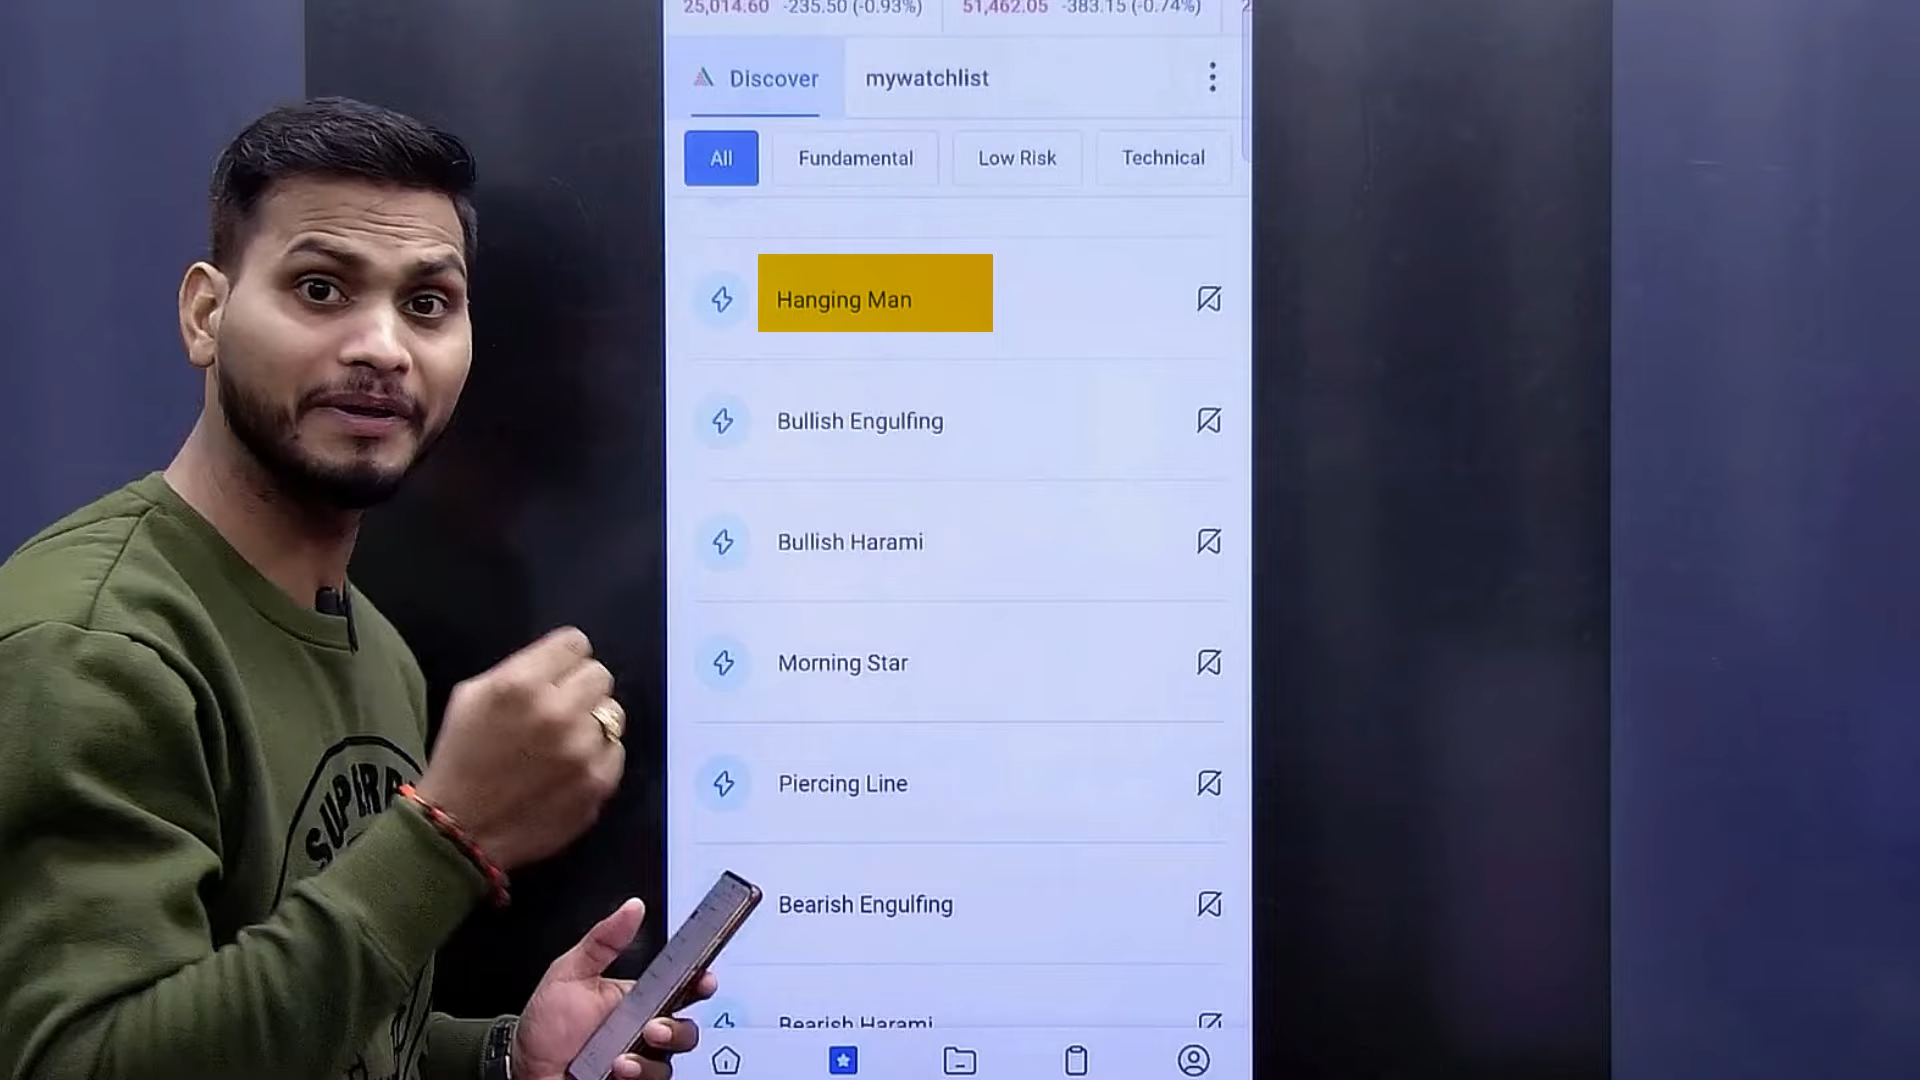 25,014.60 -235.50 (-0.93%) 51,462.05 -383.15 (-0.74%) 2
Discover mywatchlist
All Fundamental Low Risk Technical
Hanging Man
Bullish Engulfing
Bullish Harami
Morning Star
Piercing Line
Bearish Engulfing
Bearish Harami